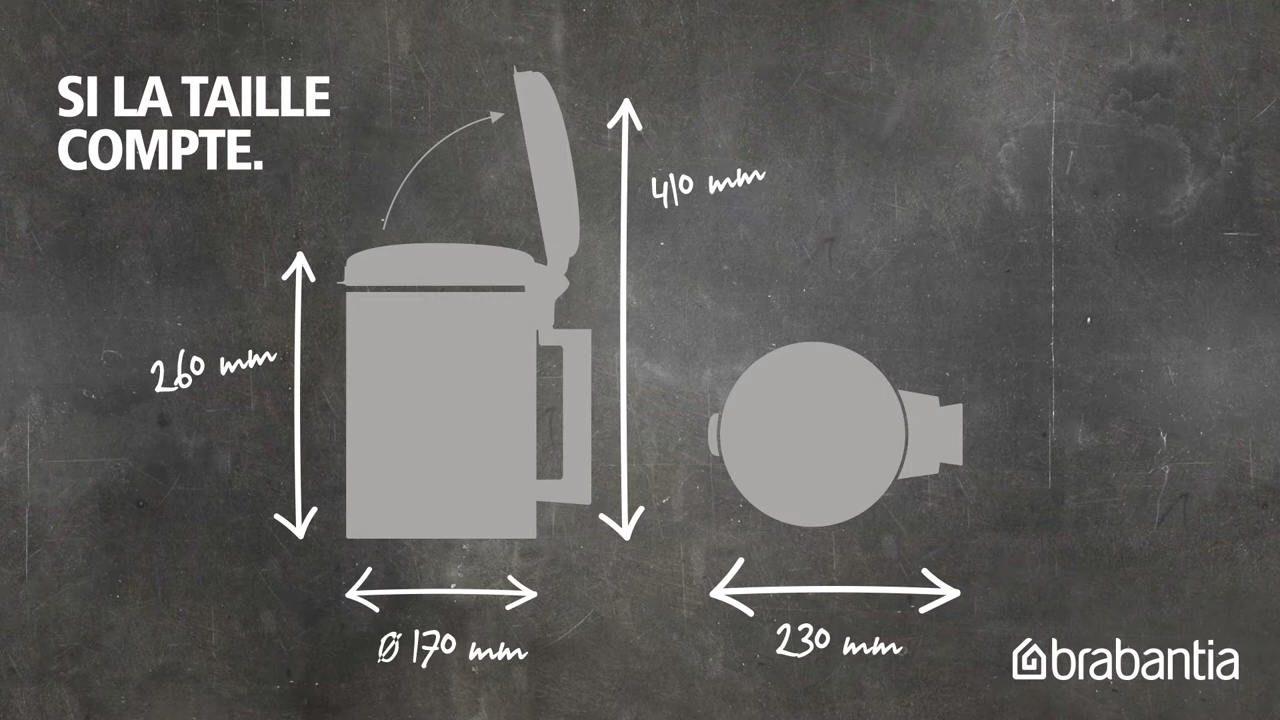 SI LA TAILLE
COMPTE.
410 mm
260 mm
Ø 170 mm
230 mm
brabantia